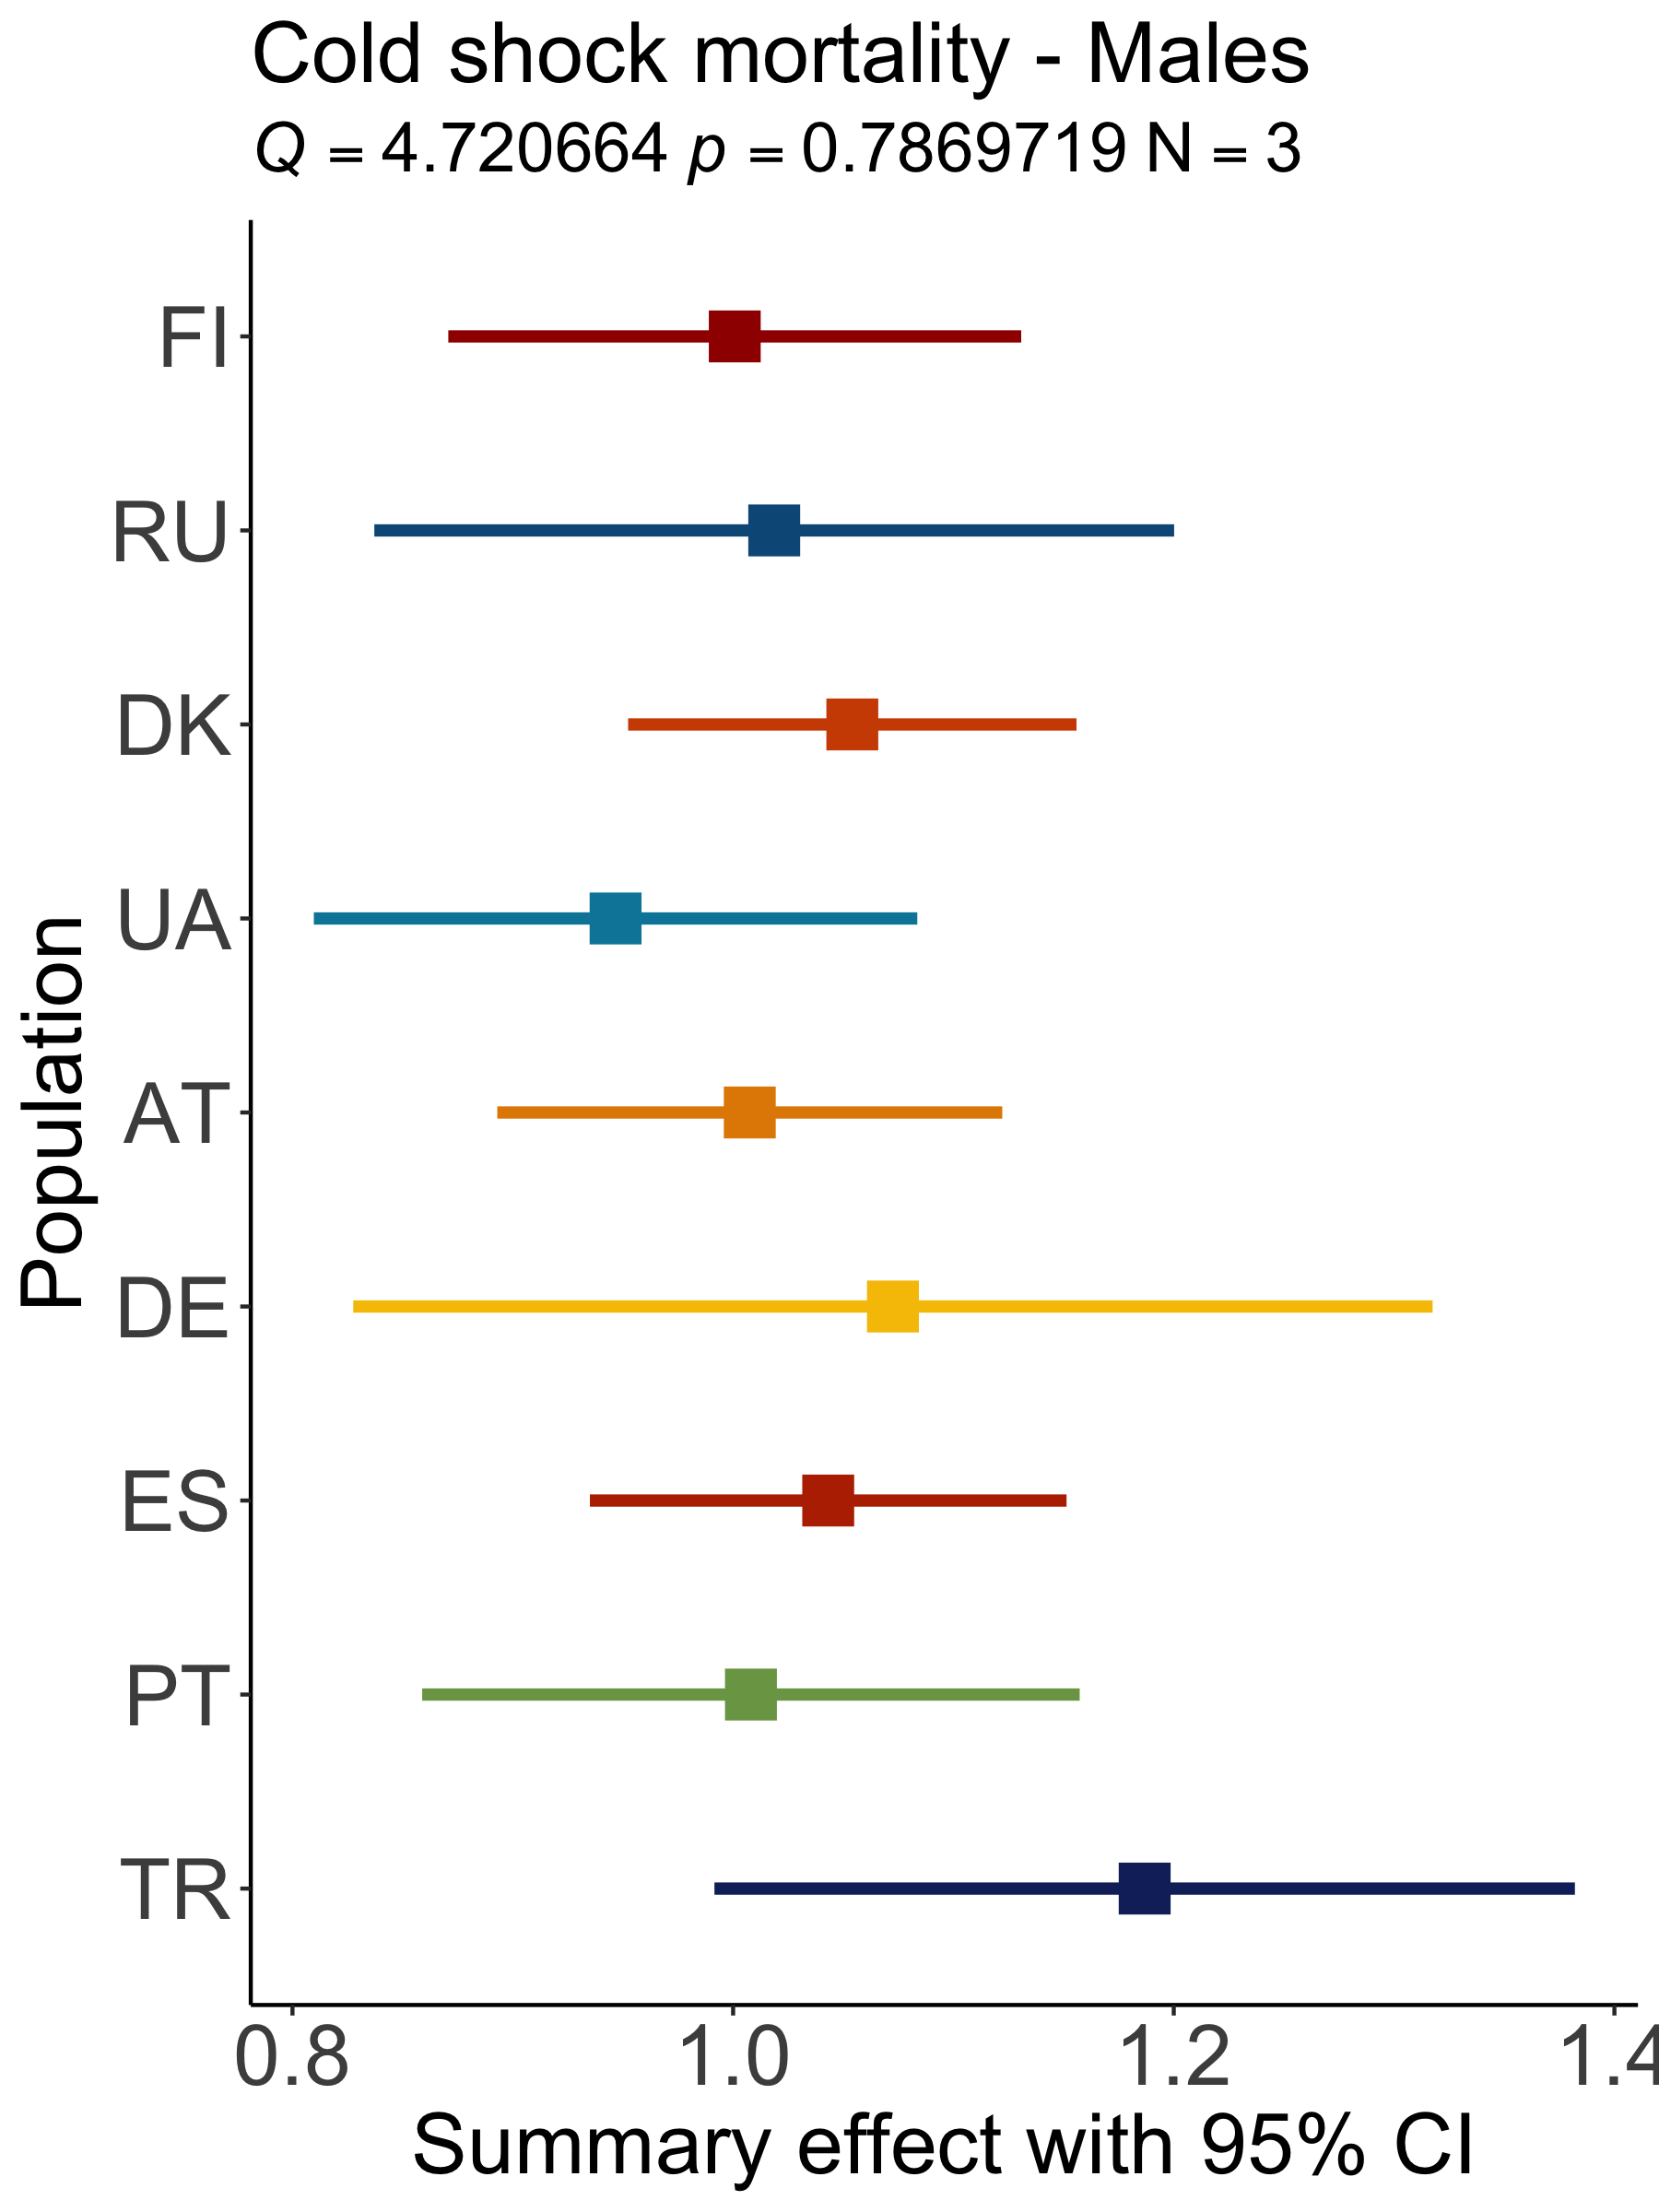 Cold shock mortality - Males
Q = 4.720664 p = 0.7869719 N = 3
FI
RU
DK
UA
AT
DE
ES
PT
TR
Population
0.8 1.0 1.2 1.4
Summary effect with 95% CI